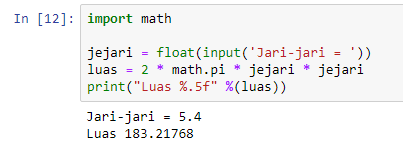 In [12]: import math
jejari = float(input('Jari-jari = '))
luas = 2 * math.pi * jejari * jejari
print("Luas %.5f" %(luas))
Jari-jari = 5.4
Luas 183.21768